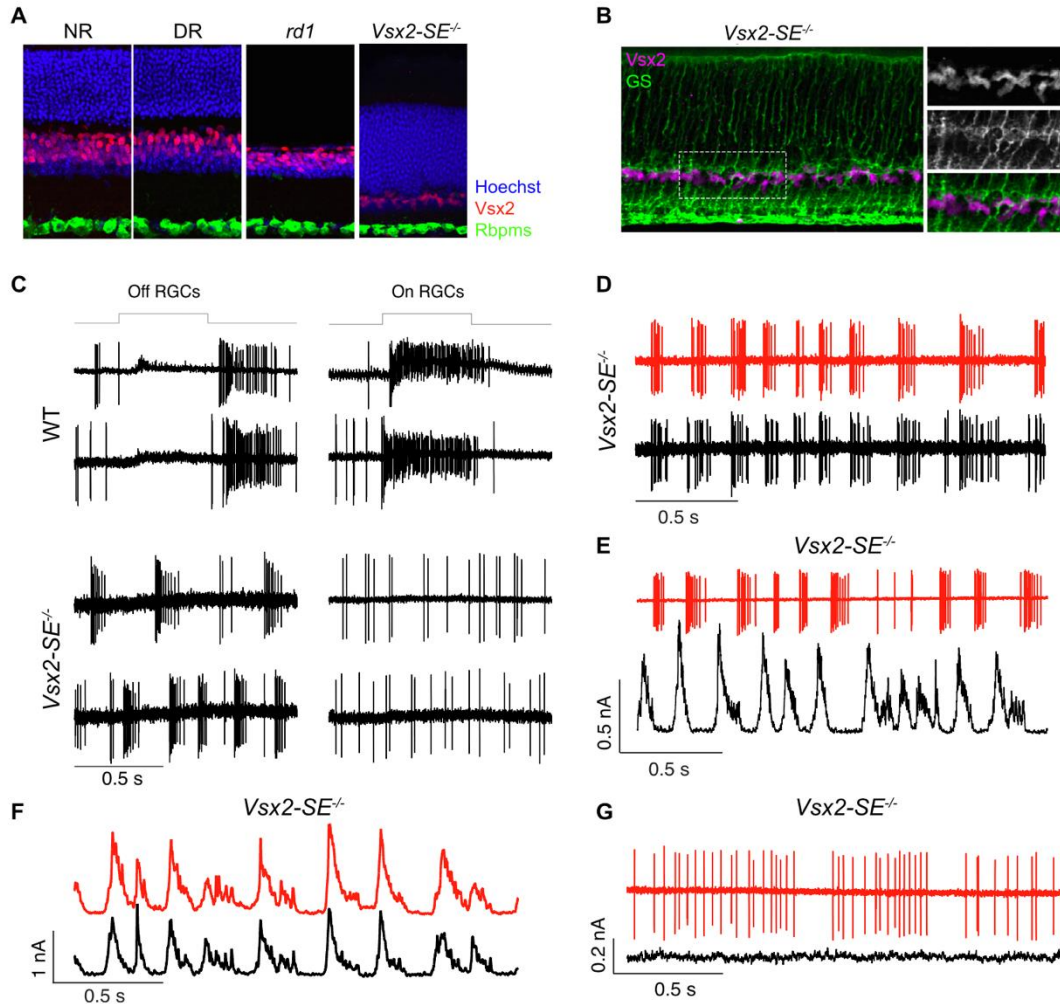 A
NR DR rd1 Vsx2-SE-/-
Hoechst
Vsx2
Rbpms
B
Vsx2-SE-/-
Vsx2
GS
C
Off RGCs On RGCs
WT
Vsx2-SE-/-
0.5 s
D
Vsx2-SE-/-
0.5 s
E
Vsx2-SE-/-
0.5 nA
0.5 s
F
Vsx2-SE-/-
1 nA
0.5 s
G
Vsx2-SE-/-
0.2 nA
0.5 s